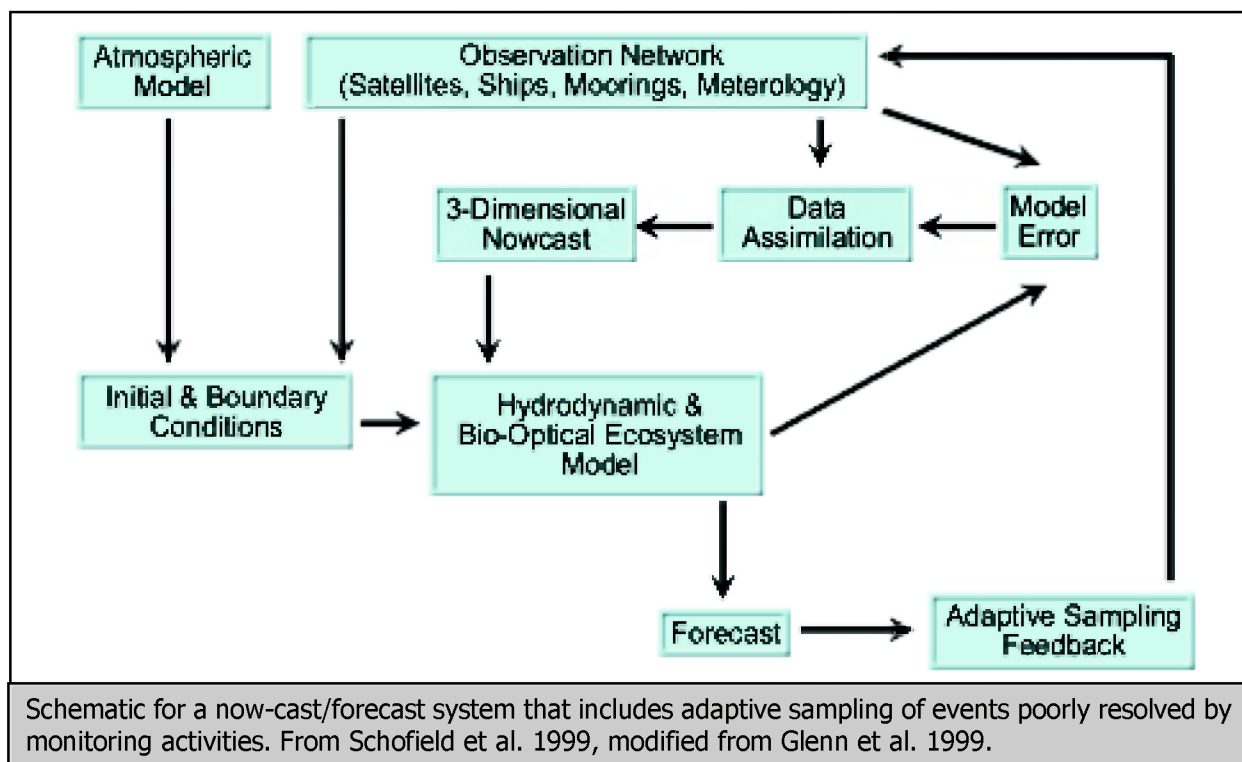 Atmospheric
Model
Observation Network
(Satellites, Ships, Moorings, Meterology)
3-Dimensional
Nowcast
Data
Assimilation
Model
Error
Initial & Boundary
Conditions
Hydrodynamic &
Bio-Optical Ecosystem
Model
Forecast
Adaptive Sampling
Feedback
Schematic for a now-cast/forecast system that includes adaptive sampling of events poorly resolved by
monitoring activities. From Schofield et al. 1999, modified from Glenn et al. 1999.